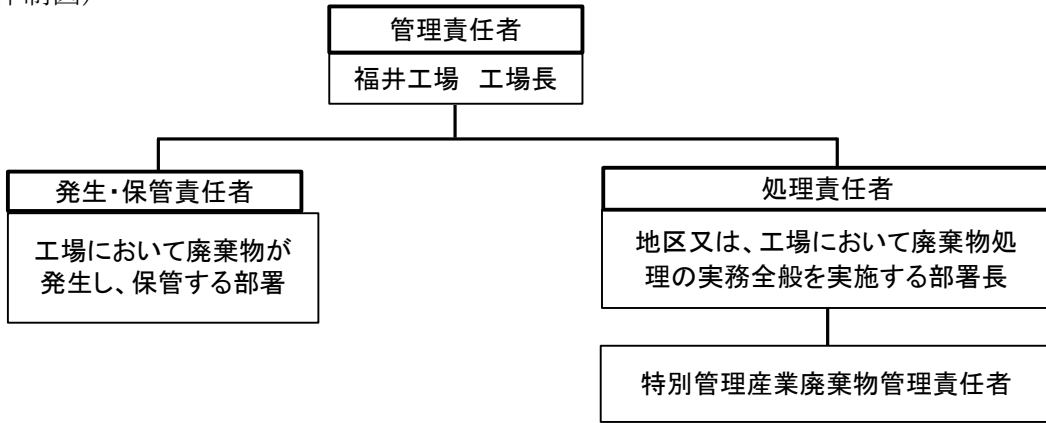 管理責任者
福井工場　工場長
発生・保管責任者
処理責任者
工場において廃棄物が
発生し、保管する部署
地区又は、工場において廃棄物処
理の実務全般を実施する部署長
特別管理産業廃棄物管理責任者